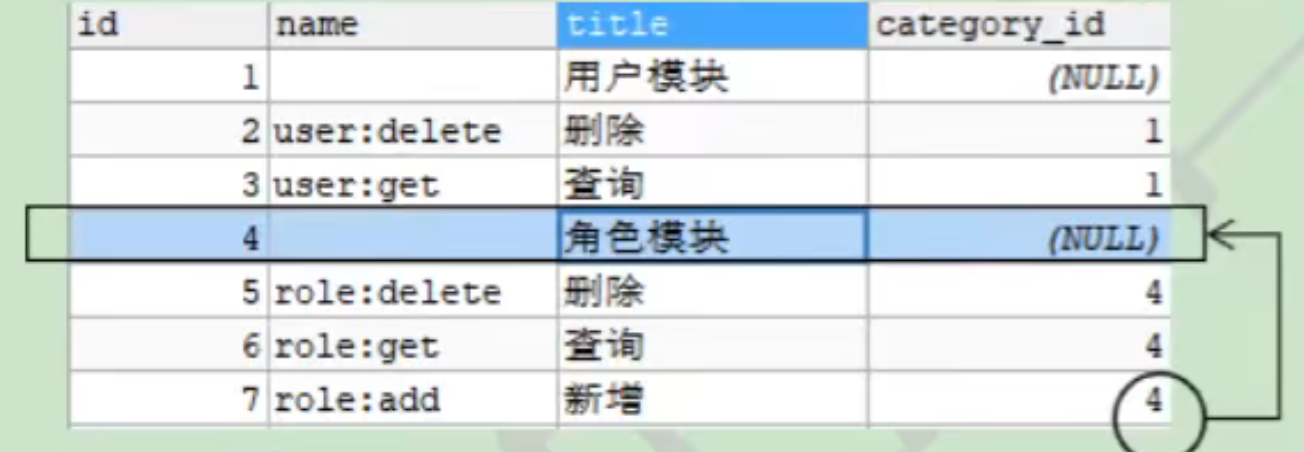 id name title category_id
1 用户模块 (NULL)
2 user:delete 删除 1
3 user:get 查询 1
4 角色模块 (NULL)
5 role:delete 删除 4
6 role:get 查询 4
7 role:add 新增 4